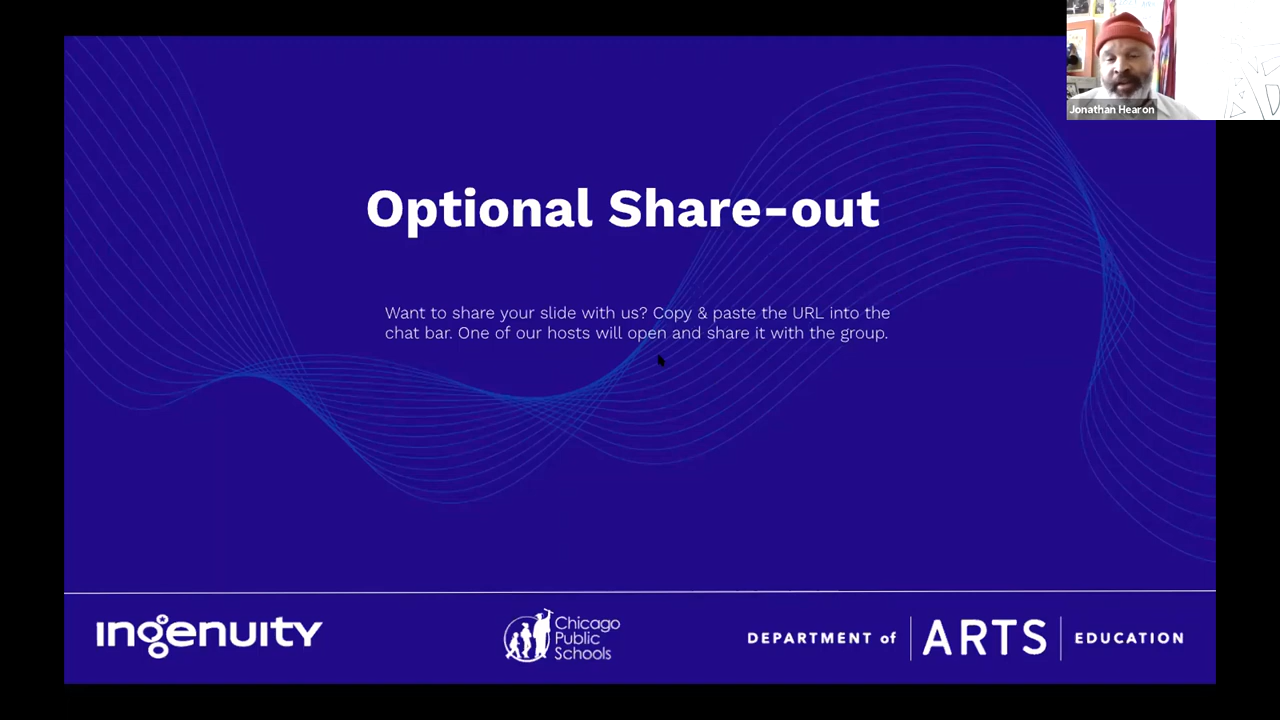 Jonathan Hearon
Optional Share-out
Want to share your slide with us? Copy & paste the URL into the
chat bar. One of our hosts will open and share it with the group.
ingenuity
Chicago
Public
Schools
DEPARTMENT of ARTS EDUCATION